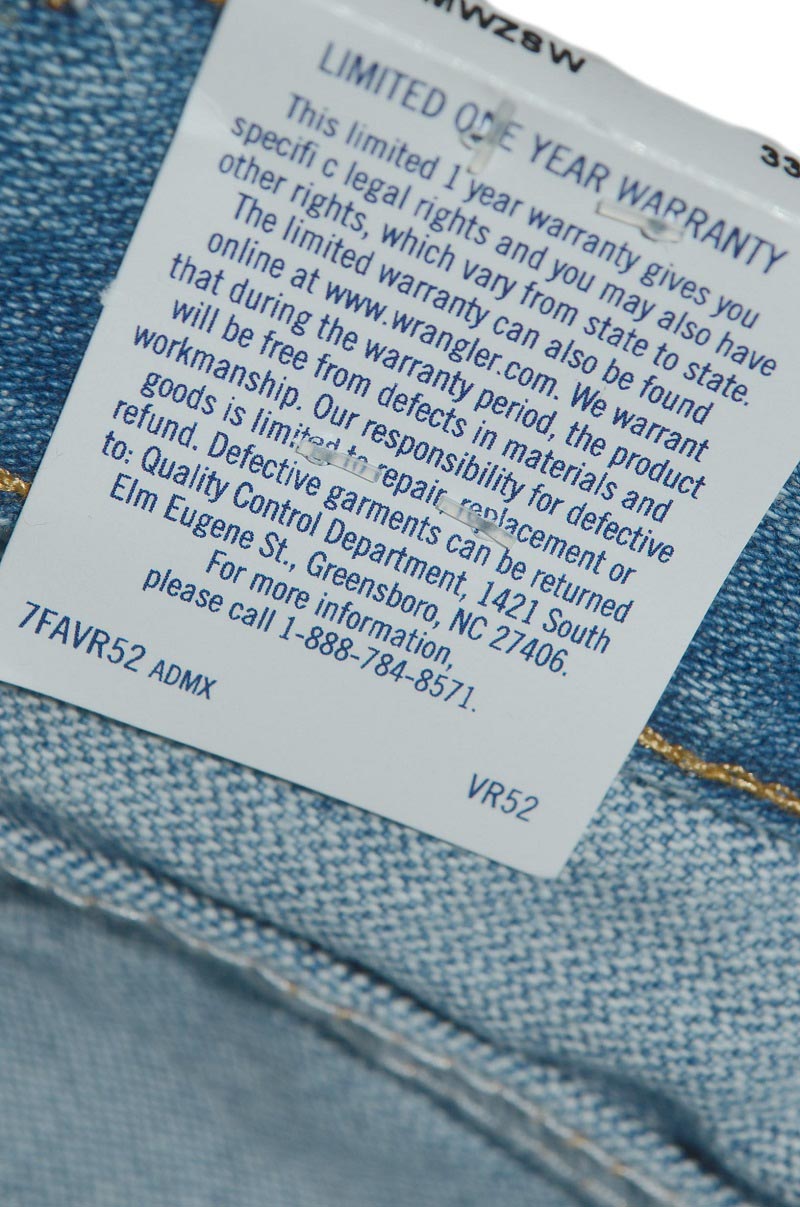 MWZ8W
33
LIMITED ONE YEAR WARRANTY
This limited 1 year warranty gives you
specifi c legal rights and you may also have
other rights, which vary from state to state.
The limited warranty can also be found
online at www.wrangler.com. We warrant
that during the warranty period, the product
will be free from defects in materials and
workmanship. Our responsibility for defective
goods is limited to repair, replacement or
refund. Defective garments can be returned
to: Quality Control Department, 1421 South
Elm Eugene St., Greensboro, NC 27406.
For more information,
please call 1-888-784-8571.
7FAVR52 ADMX
VR52